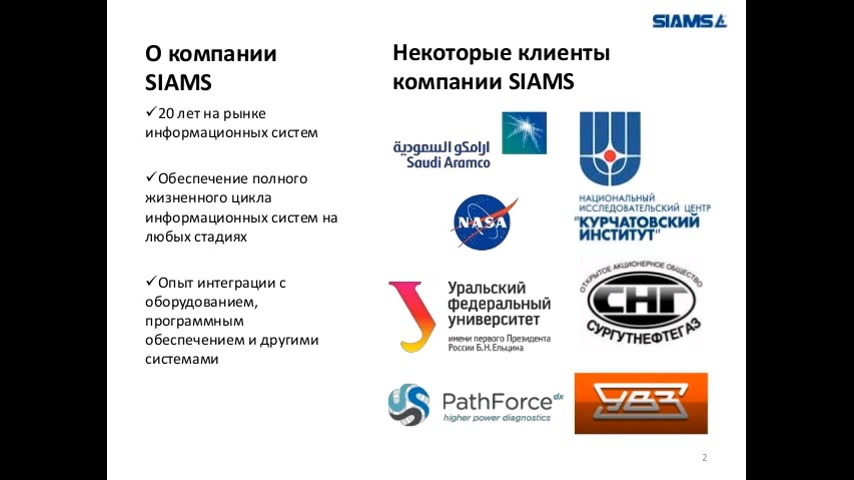 SIAMS
О компании
SIAMS
✓20 лет на рынке
информационных систем
✓Обеспечение полного
жизненного цикла
информационных систем на
любых стадиях
✓Опыт интеграции с
оборудованием,
программным
обеспечением и другими
системами
Некоторые клиенты
компании SIAMS
ارامكو السعودية
Saudi Aramco
НАЦИОНАЛЬНЫЙ
ИССЛЕДОВАТЕЛЬСКИЙ ЦЕНТР
"КУРЧАТОВСКИЙ
ИНСТИТУТ"
NASA
Уральский
федеральный
университет
имени первого Президента
России Б.Н.Ельцина
ОТКРЫТОЕ АКЦИОНЕРНОЕ ОБЩЕСТВО
СНГ
СУРГУТНЕФТЕГАЗ
PathForce dx
higher power diagnostics
УВЗ
2